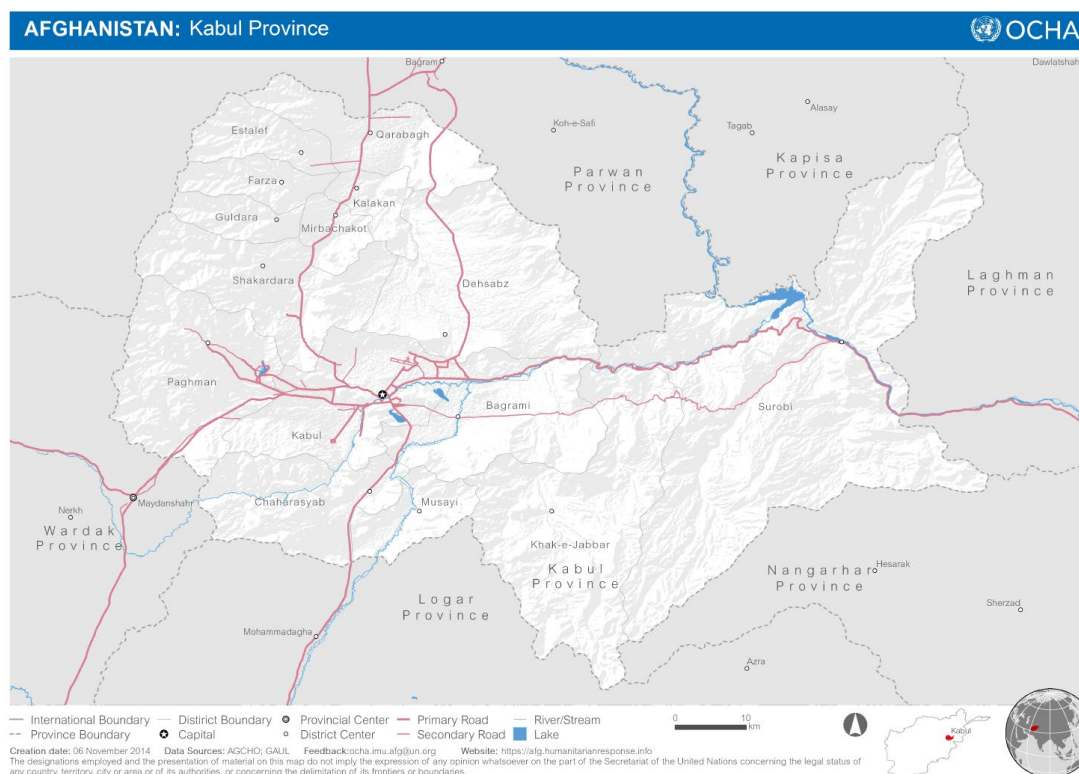 AFGHANISTAN: Kabul Province
OCHA
Bagram
Dawlatshah
Alasay
Koh-e-Safi
Tagab
Qarabagh
Estalef
Parwan
Province
Kapisa
Province
Farza
Kalakan
Guldara
Mirbachakot
Shakardara
Dehsabz
Laghman
Province
Paghman
Bagrami
Surobi
Kabul
Maydanshahr
Chaharasyab
Musayi
Nerkh
Wardak
Province
Khak-e-Jabbar
Kabul
Province
Nangarhar
Province
Hesarak
Logar
Province
Sherzad
Mohammadagha
Azra
International Boundary
Distirict Boundary
Provincial Center
Primary Road
River/Stream
0 10
km
Province Boundary
Capital
District Center
Secondary Road
Lake
Kabul
Creation date: 06 November 2014 Data Sources: AGCHO; GAUL Feedback:ocha.imu.afg@un.org Website: https://afg.humanitarianresponse.info
The designations employed and the presentation of material on this map do not imply the expression of any opinion whatsoever on the part of the Secretariat of the United Nations concerning the legal status of
any country, territory, city or area or of its authorities, or concerning the delimitation of its frontiers or boundaries.